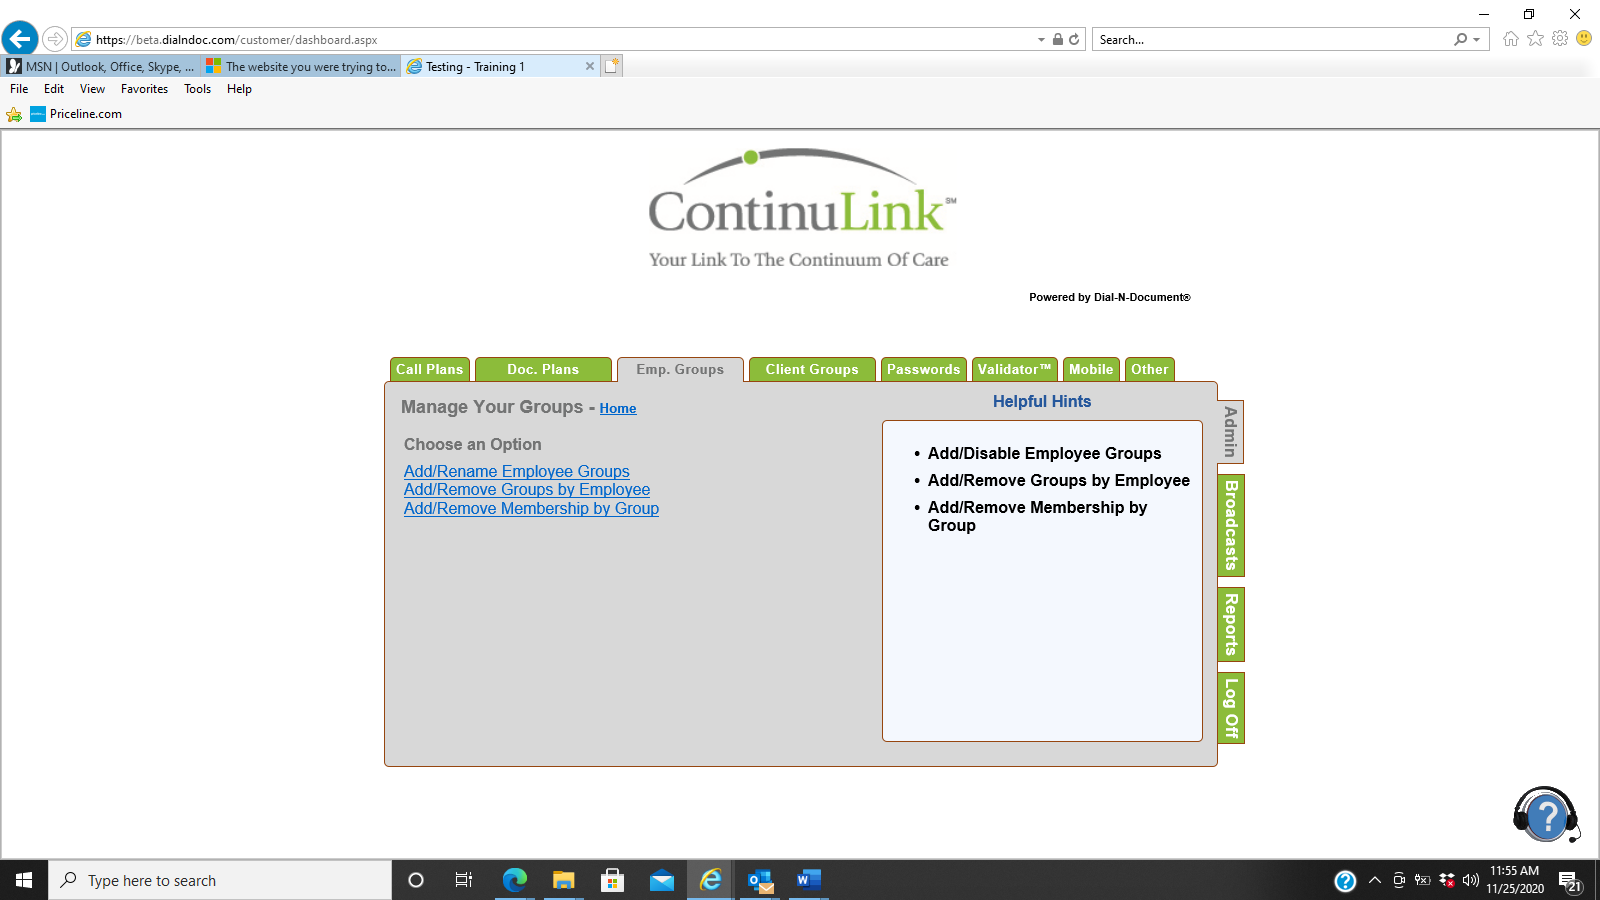 https://beta.dialndoc.com/customer/dashboard.aspx
Search...
MSN | Outlook, Office, Skype, ...
The website you were trying to...
Testing - Training 1
File Edit View Favorites Tools Help
Priceline.com
ContinuLink SM
Your Link To The Continuum Of Care
Powered by Dial-N-Document®
Call Plans Doc. Plans Emp. Groups Client Groups Passwords Validator™ Mobile Other
Manage Your Groups - Home
Choose an Option
Add/Rename Employee Groups
Add/Remove Groups by Employee
Add/Remove Membership by Group
Helpful Hints
• Add/Disable Employee Groups
• Add/Remove Groups by Employee
• Add/Remove Membership by
Group
Admin
Broadcasts
Reports
Log Off
?
Type here to search
?
11:55 AM
11/25/2020
21